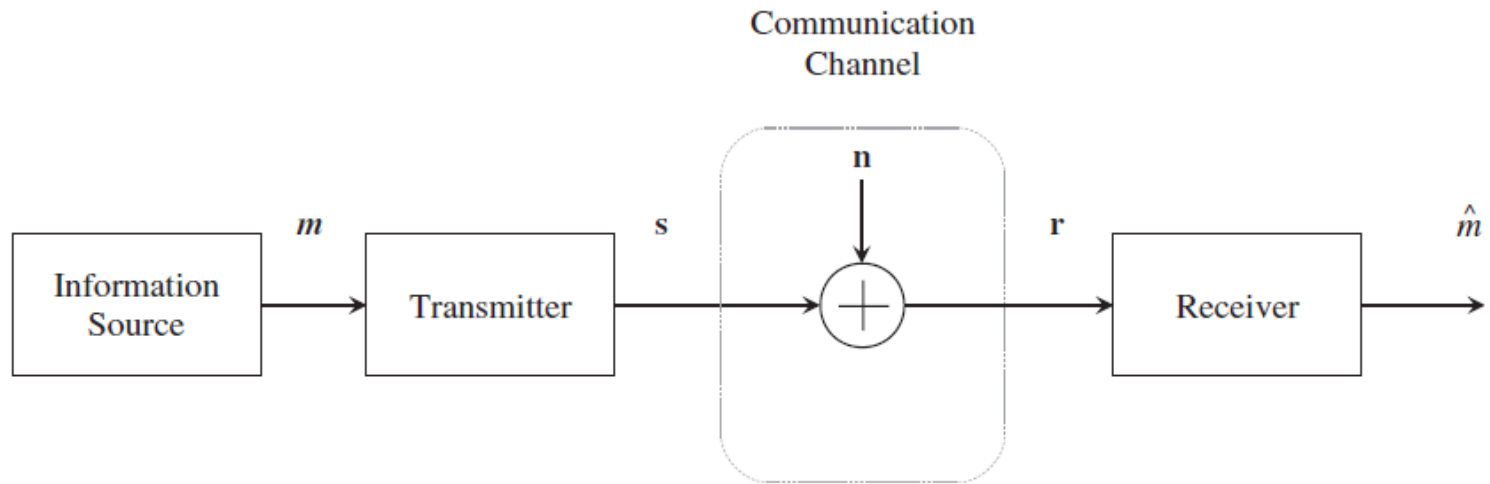 Communication
Channel
n
m
s
r
m̂
Information
Source
Transmitter
Receiver